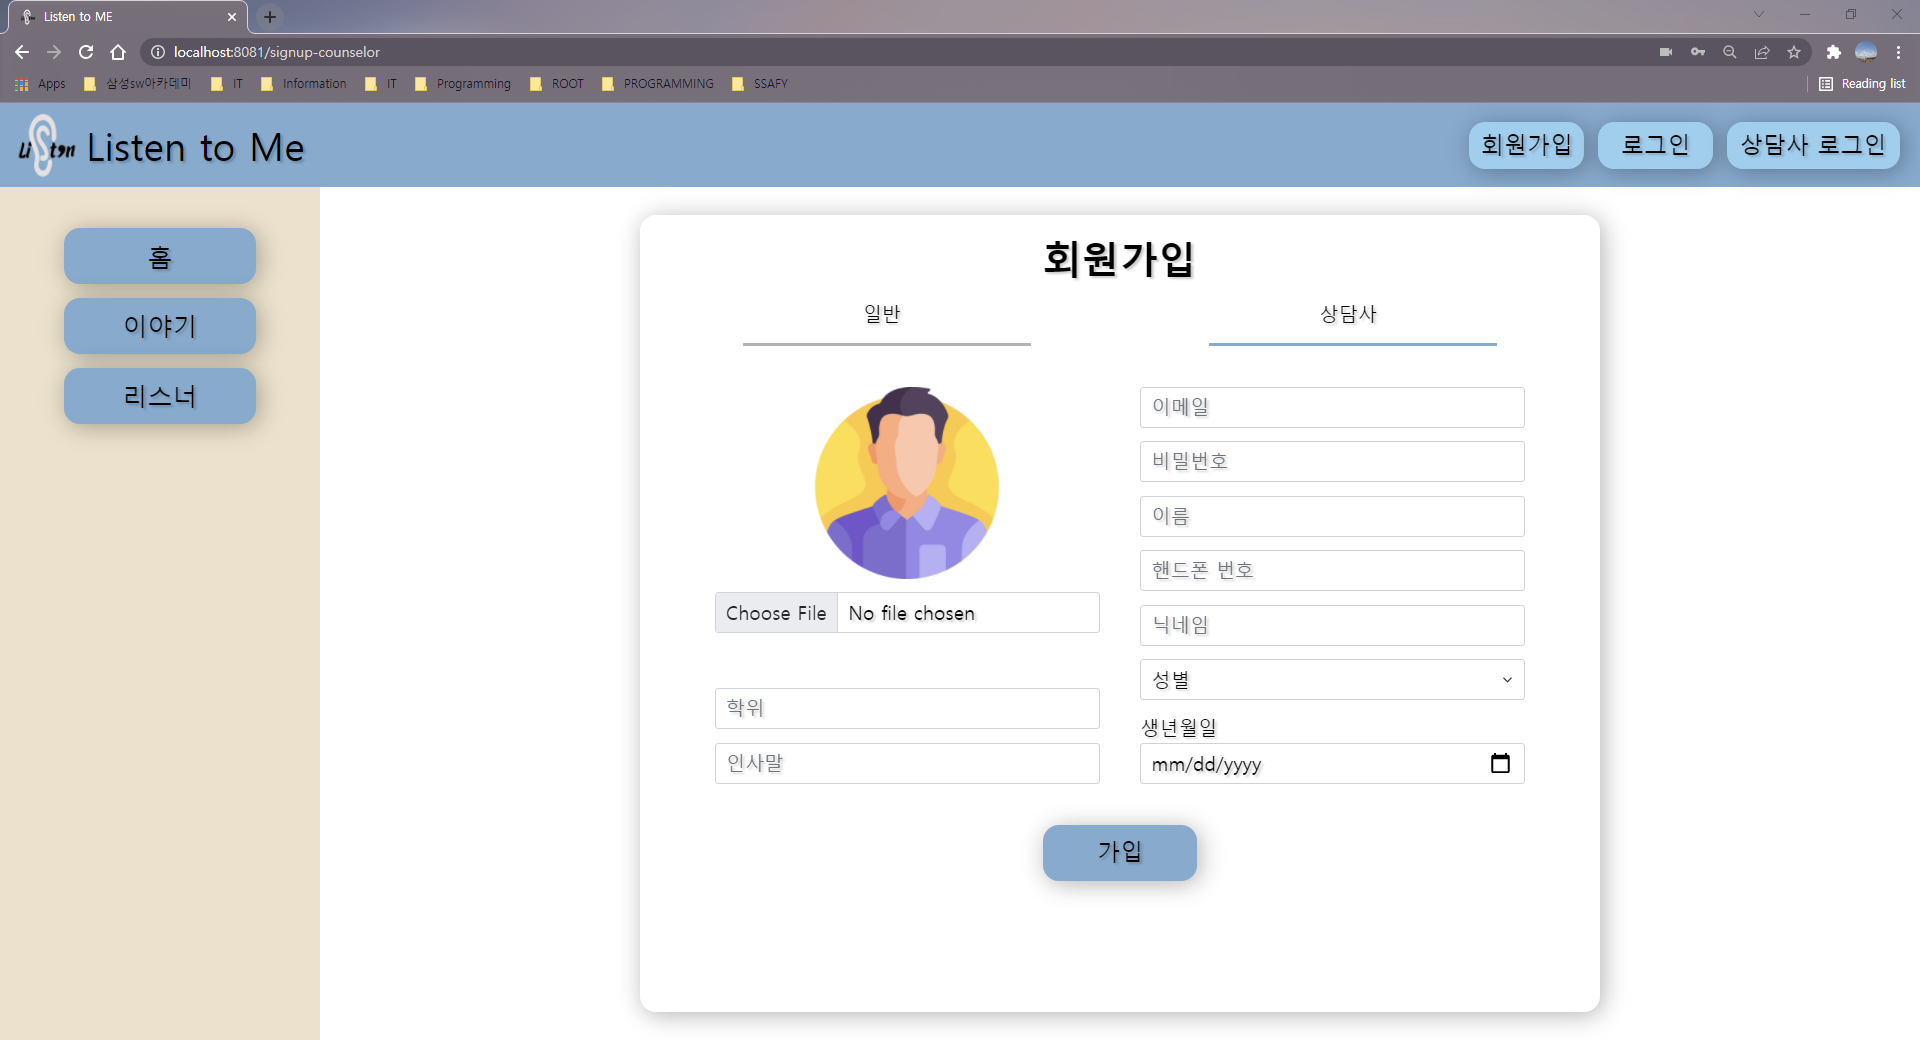 Listen to ME
localhost:8081/signup-counselor
Apps 삼성sw아카데미 IT Information IT Programming ROOT PROGRAMMING SSAFY Reading list
Listen Listen to Me 회원가입 로그인 상담사 로그인
홈
이야기
리스너
회원가입
일반 상담사
Choose File No file chosen
학위
인사말
이메일
비밀번호
이름
핸드폰 번호
닉네임
성별
생년월일
mm/dd/yyyy
가입